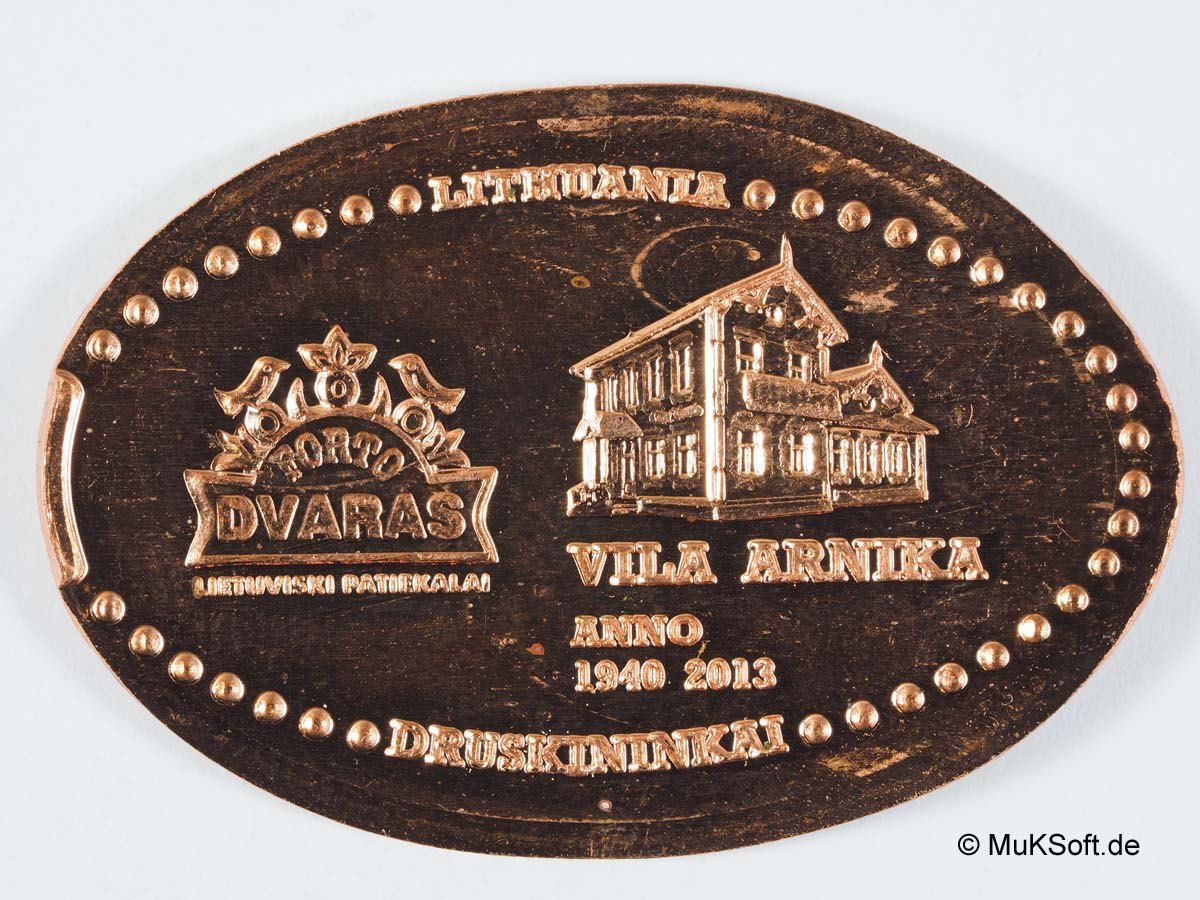 LITHUANIA
FORTO
DVARAS
LIETUVISKI PATIEKALAI
VILA ARNIKA
ANNO
1940 2013
DRUSKININKAI
© MuKSoft.de